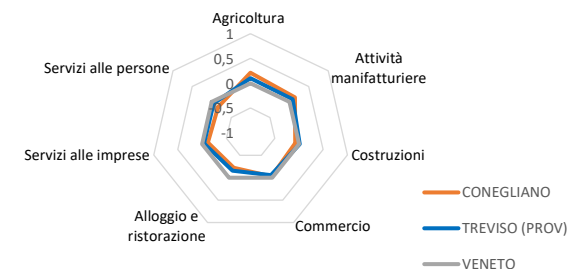 Agricoltura
1
0,5
0
-0,5
-1
Attività
manifatturiere
Costruzioni
Commercio
Alloggio e
ristorazione
Servizi alle imprese
Servizi alle persone
CONEGLIANO
TREVISO (PROV)
VENETO